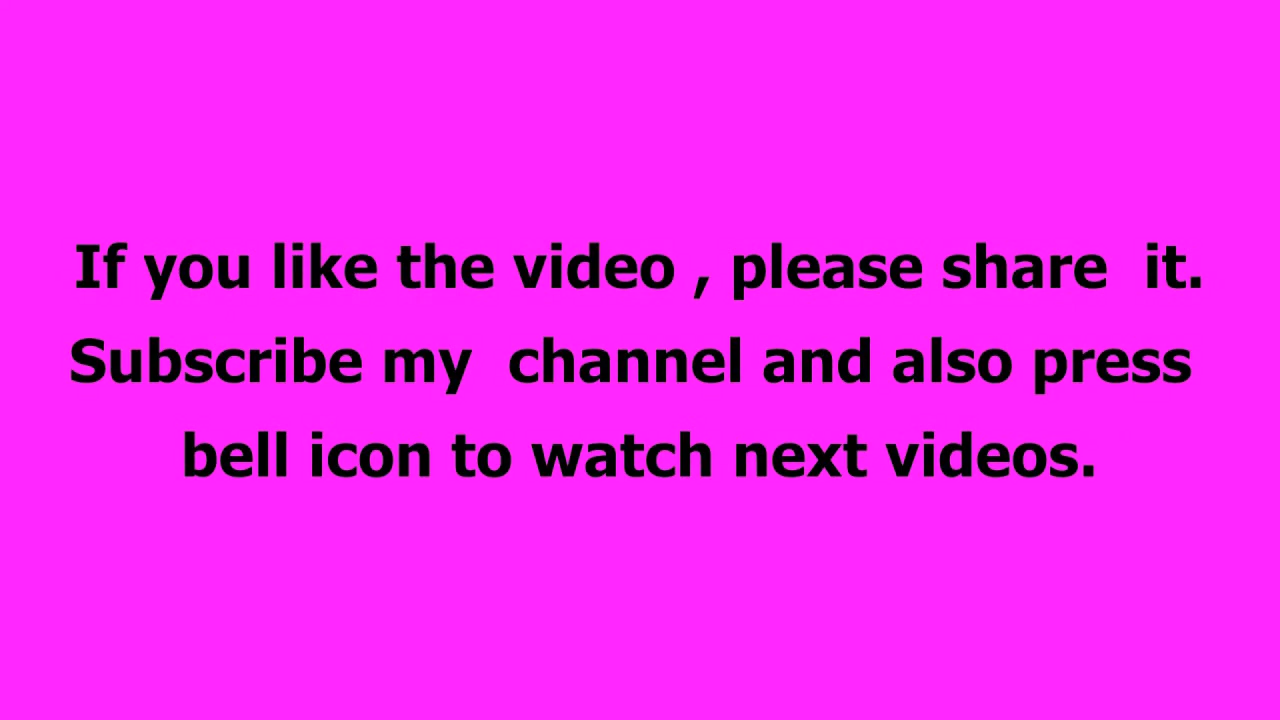 If you like the video , please share  it.
Subscribe my  channel and also press
bell icon to watch next videos.